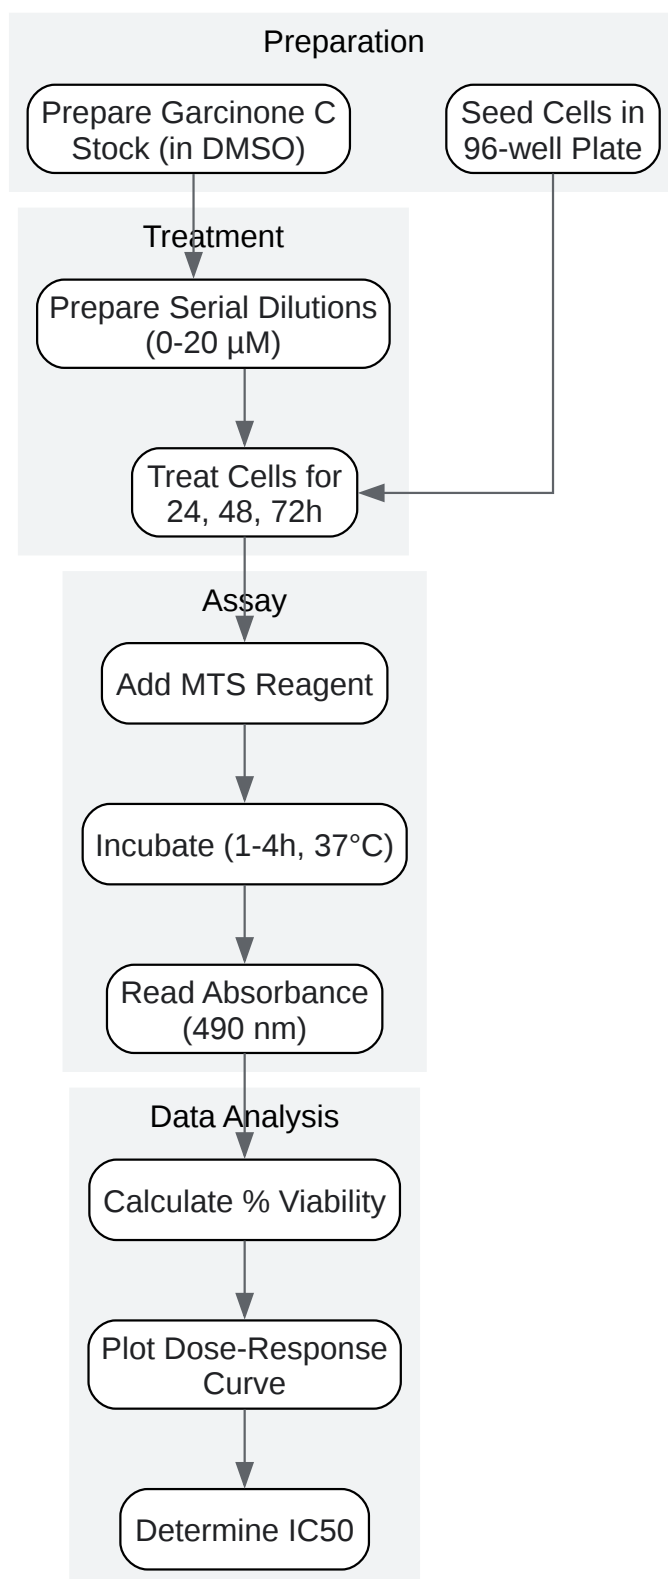 Preparation
Prepare Garcinone C
Stock (in DMSO)
Seed Cells in
96-well Plate
Treatment
Prepare Serial Dilutions
(0-20 µM)
Treat Cells for
24, 48, 72h
Assay
Add MTS Reagent
Incubate (1-4h, 37°C)
Read Absorbance
(490 nm)
Data Analysis
Calculate % Viability
Plot Dose-Response
Curve
Determine IC50